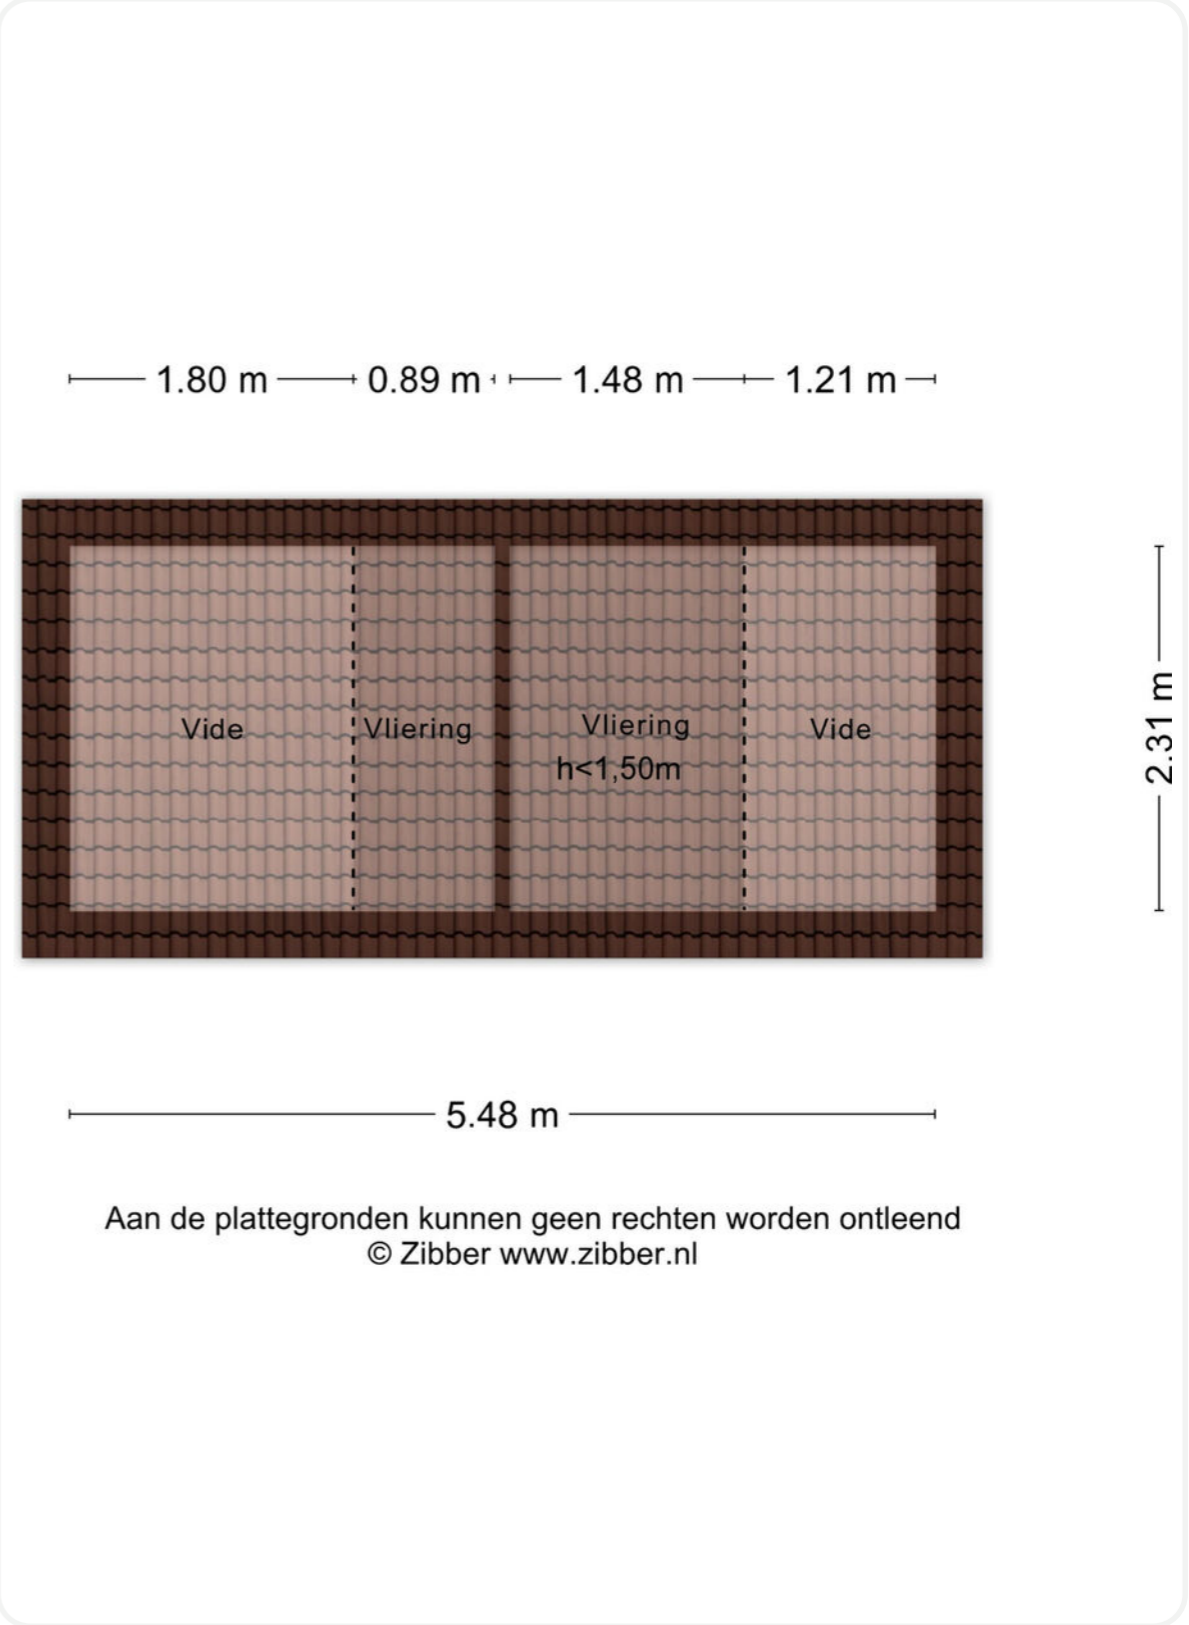 1.80 m 0.89 m 1.48 m 1.21 m
Vide Vliering Vliering Vide
h<1,50m
2.31 m
5.48 m
Aan de plattegronden kunnen geen rechten worden ontleend
© Zibber www.zibber.nl